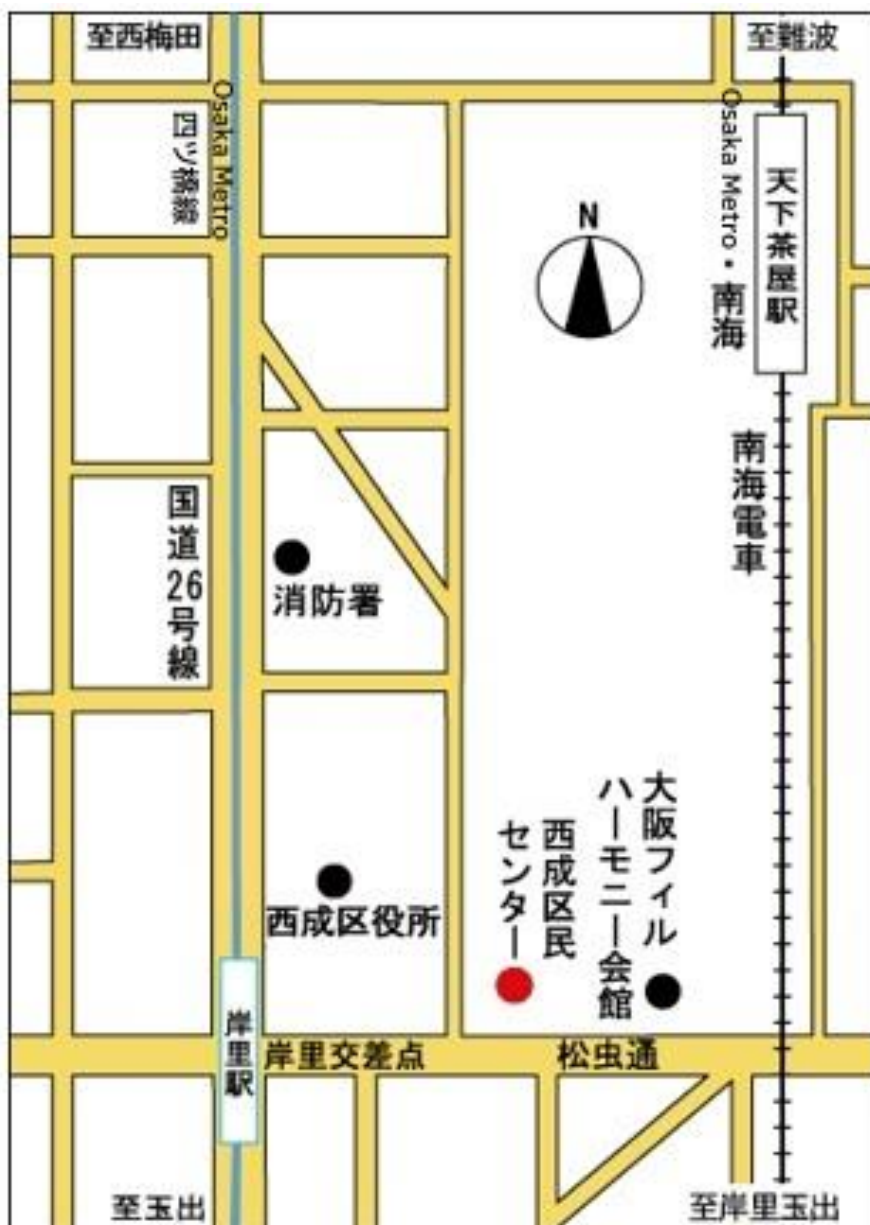 至西梅田
至難波
Osaka Metro
四ツ橋線
Osaka Metro・南海
天下茶屋駅
N
南海電車
国道26号線
消防署
大阪フィル
ハーモニー会館
西成区民
センター
西成区役所
岸里駅
岸里交差点
松虫通
至玉出
至岸里玉出